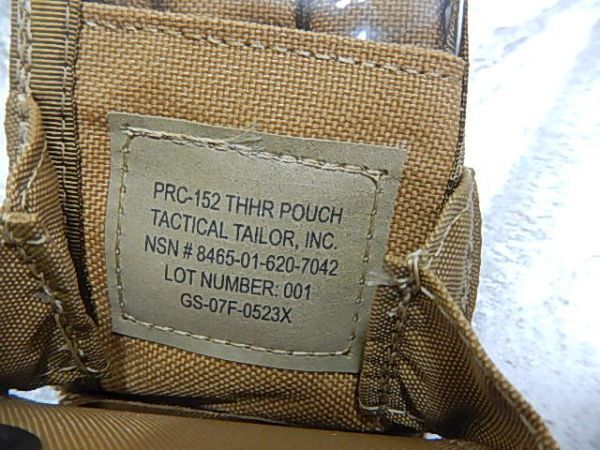 PRC-152 THHR POUCH
TACTICAL TAILOR, INC.
NSN # 8465-01-620-7042
LOT NUMBER: 001
GS-07F-0523X